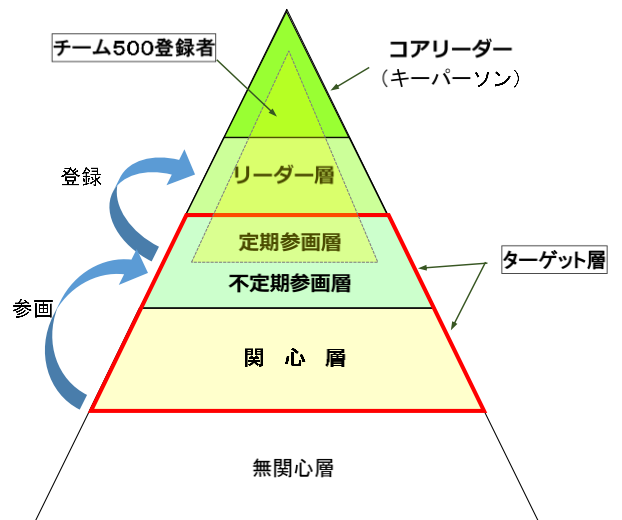 チーム500登録者
コアリーダー
（キーパーソン）
登録
リーダー層
定期参画層
ターゲット層
不定期参画層
参画
関　心　層
無関心層